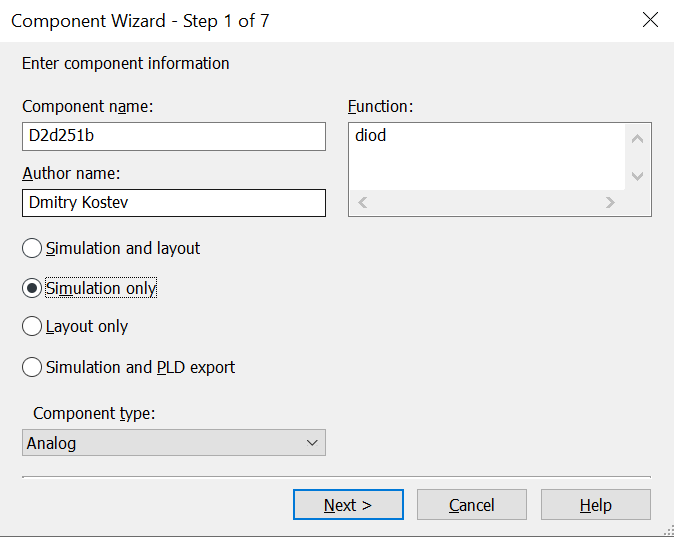 Component Wizard - Step 1 of 7
Enter component information
Component name:
D2d251b
Function:
diod
Author name:
Dmitry Kostev
Simulation and layout
Simulation only
Layout only
Simulation and PLD export
Component type:
Analog
Next >
Cancel
Help